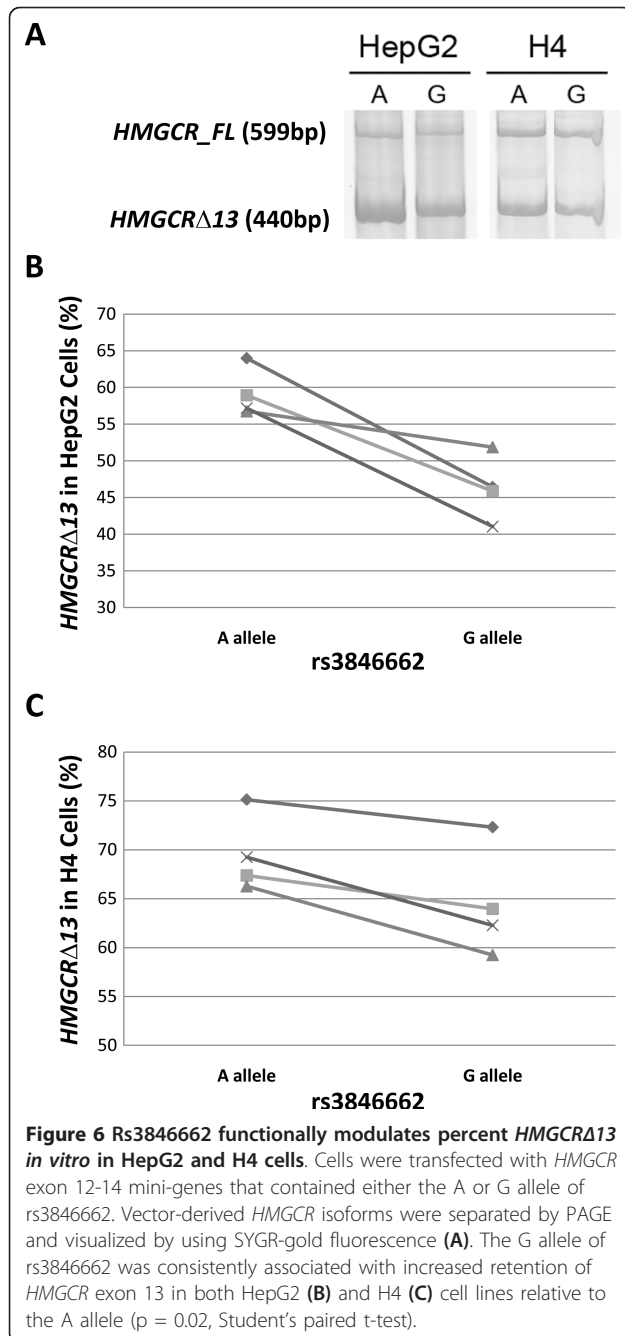 A
HepG2 H4
A G A G
HMGCR_FL (599bp)
HMGCRΔ13 (440bp)
B
HMGCRΔ13 in HepG2 Cells (%)
70
65
60
55
50
45
40
35
30
A allele G allele
rs3846662
C
HMGCRΔ13 in H4 Cells (%)
80
75
70
65
60
55
50
A allele G allele
rs3846662
Figure 6 Rs3846662 functionally modulates percent HMGCRΔ13
in vitro in HepG2 and H4 cells. Cells were transfected with HMGCR
exon 12-14 mini-genes that contained either the A or G allele of
rs3846662. Vector-derived HMGCR isoforms were separated by PAGE
and visualized by using SYGR-gold fluorescence (A). The G allele of
rs3846662 was consistently associated with increased retention of
HMGCR exon 13 in both HepG2 (B) and H4 (C) cell lines relative to
the A allele (p = 0.02, Student's paired t-test).